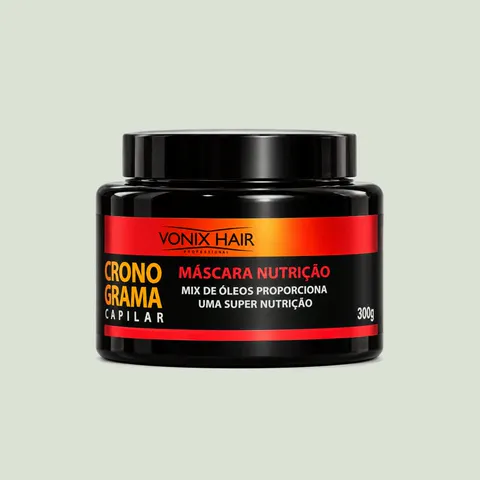 VONIX HAIR
PROFESSIONAL
CRONO
GRAMA
CAPILAR
MÁSCARA NUTRIÇÃO
MIX DE ÓLEOS PROPORCIONA
UMA SUPER NUTRIÇÃO
300g